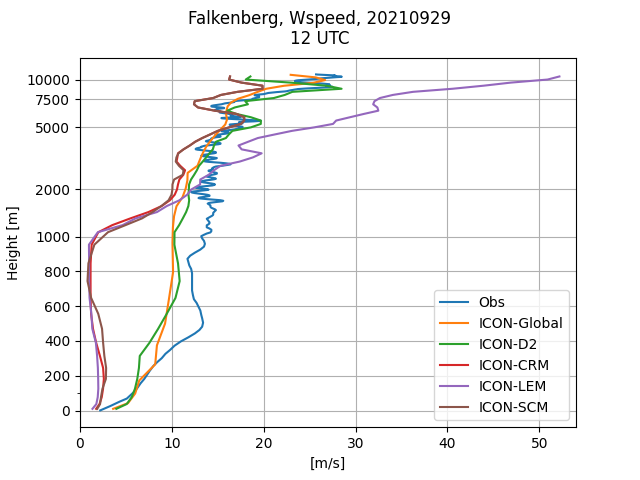 Falkenberg, Wspeed, 20210929
12 UTC
10000
7500
5000
2000
1000
800
600
400
200
0
Height [m]
0 10 20 30 40 50
[m/s]
Obs
ICON-Global
ICON-D2
ICON-CRM
ICON-LEM
ICON-SCM